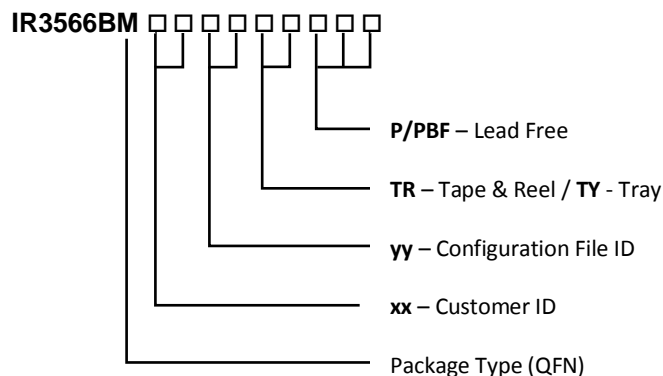 IR3566BM □ □ □ □ □ □ □ □ □
P/PBF – Lead Free
TR – Tape & Reel / TY - Tray
yy – Configuration File ID
xx – Customer ID
Package Type (QFN)